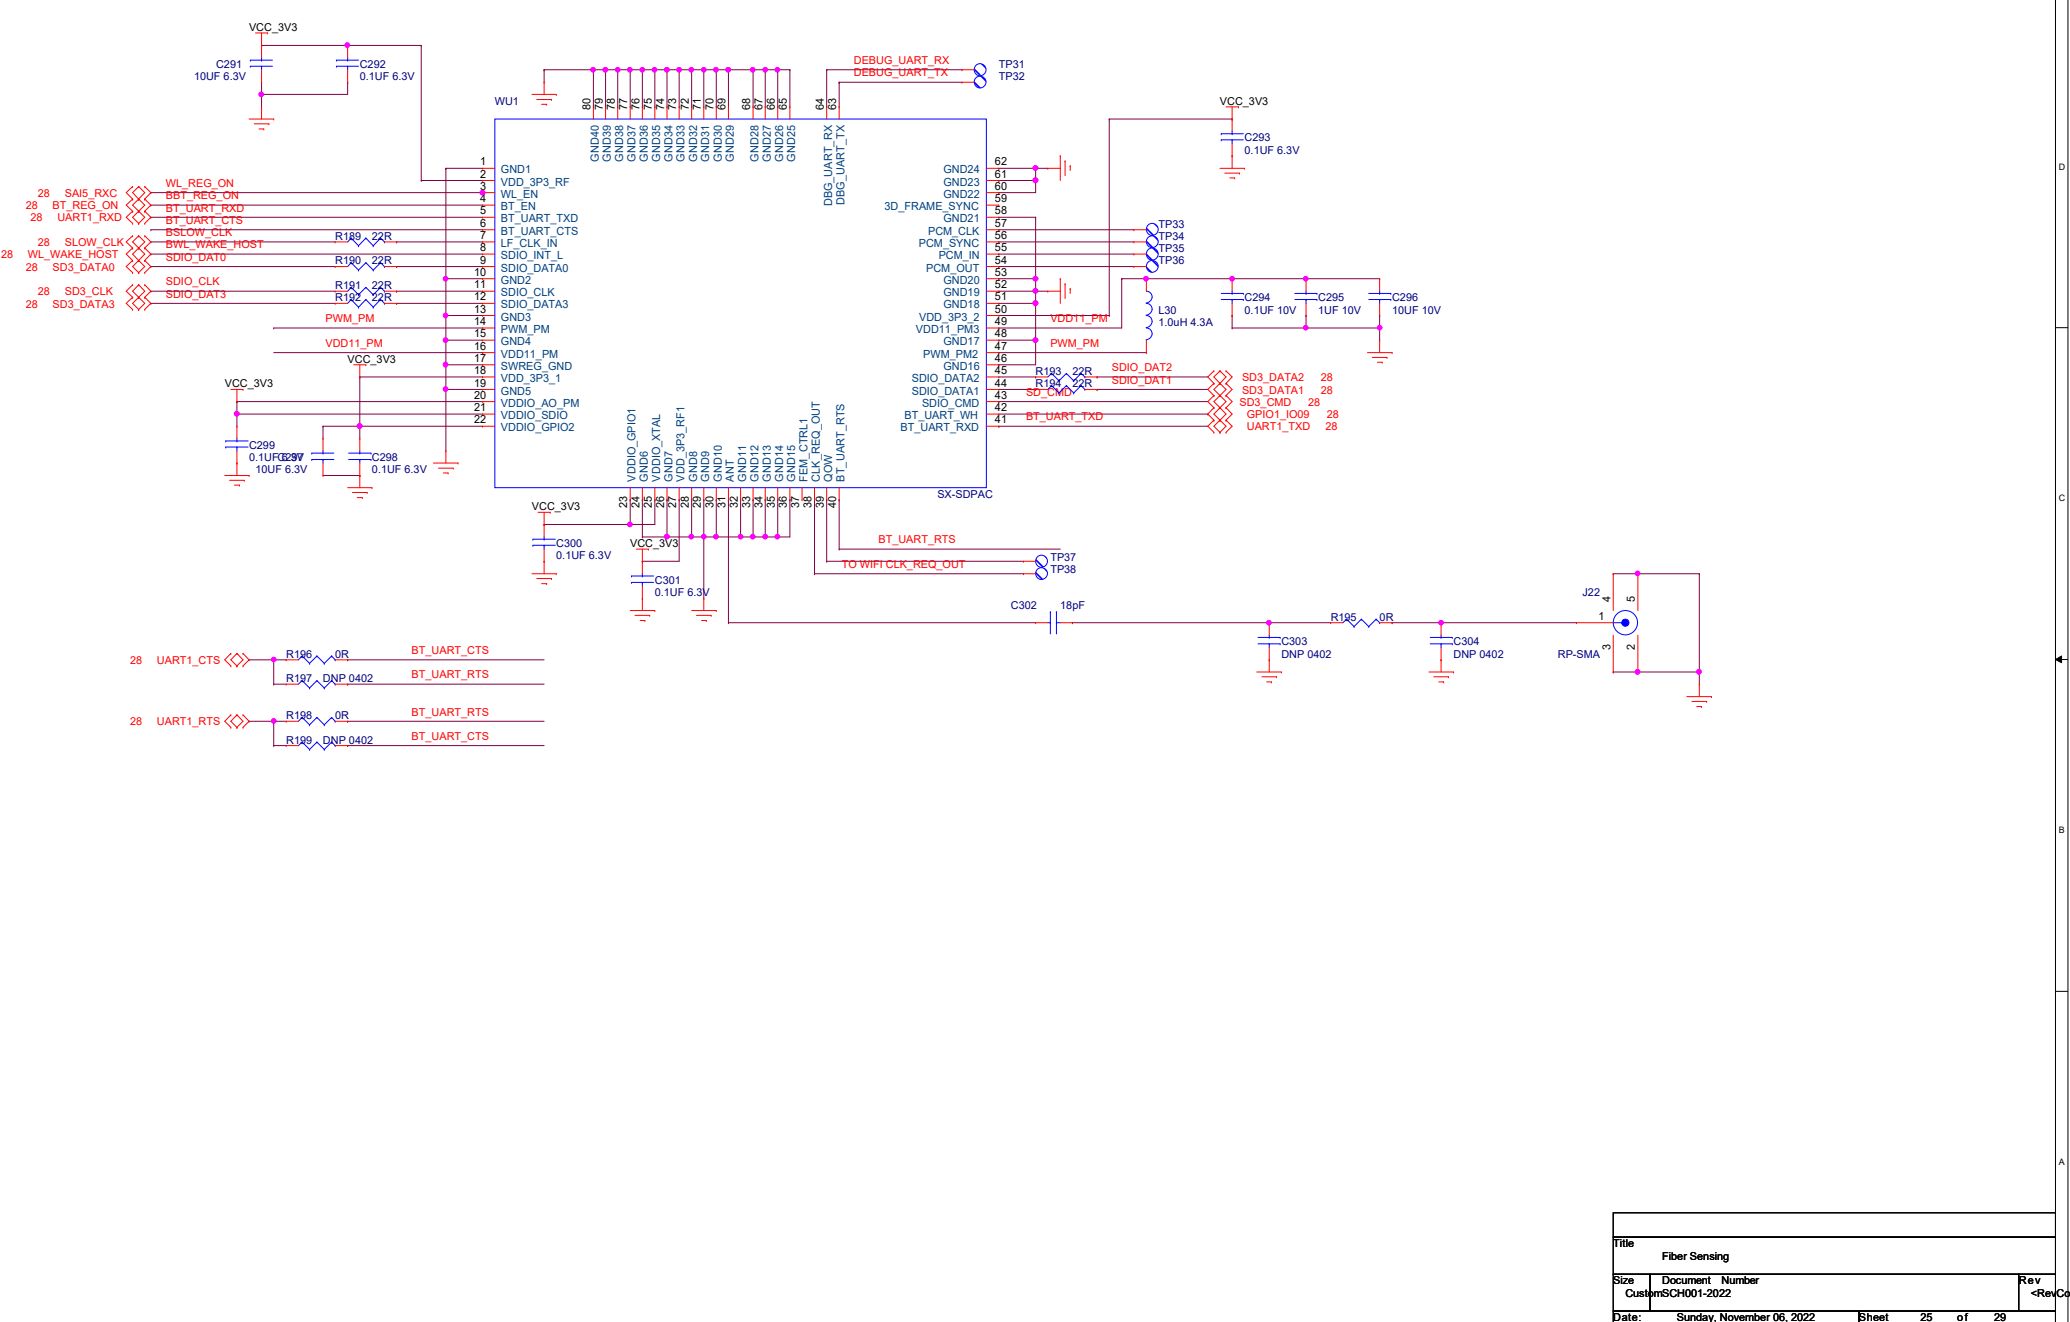 VCC_3V3
C291
10UF 6.3V
C292
0.1UF 6.3V
WU1
80
79
78
77
76
75
74
73
72
71
70
69
68
67
66
65
64
63
GND40
GND39
GND38
GND37
GND36
GND35
GND34
GND33
GND32
GND31
GND30
GND29
GND28
GND27
GND26
GND25
DBG_UART_RX
DBG_UART_TX
DEBUG_UART_RX
DEBUG_UART_TX
TP31
TP32
VCC_3V3
C293
0.1UF 6.3V
28 SAI5_RXC
28 BT_REG_ON
28 UART1_RXD
28 SLOW_CLK
28 WL_WAKE_HOST
28 SD3_DATA0
28 SD3_CLK
28 SD3_DATA3
WL_REG_ON
BBT_REG_ON
BT_UART_RXD
BT_UART_CTS
BSLOW_CLK
BWL_WAKE_HOST
SDIO_DAT0
SDIO_CLK
SDIO_DAT3
R189 22R
R190 22R
R191 22R
R192 22R
PWM_PM
VDD11_PM
VCC_3V3
VCC_3V3
1 GND1
2 VDD_3P3_RF
3 WL_EN
4 BT_EN
5 BT_UART_TXD
6 BT_UART_CTS
7 LF_CLK_IN
8 SDIO_INT_L
9 SDIO_DATA0
10 GND2
11 SDIO_CLK
12 SDIO_DATA3
13 GND3
14 PWM_PM
15 GND4
16 VDD11_PM
17 SWREG_GND
18 VDD_3P3_1
19 GND5
20 VDDIO_AO_PM
21 VDDIO_SDIO
22 VDDIO_GPIO2
GND24 62
GND23 61
GND22 60
3D_FRAME_SYNC 59
GND21 58
PCM_CLK 57
PCM_SYNC 56
PCM_IN 55
PCM_OUT 54
GND20 53
GND19 52
GND18 51
VDD_3P3_2 50
VDD11_PM3 49
GND17 48
PWM_PM2 47
GND16 46
SDIO_DATA2 45
SDIO_DATA1 44
SDIO_CMD 43
BT_UART_WH 42
BT_UART_RXD 41
TP33
TP34
TP35
TP36
VDD11_PM
PWM_PM
L30
1.0uH 4.3A
C294
0.1UF 10V
C295
1UF 10V
C296
10UF 10V
R193 22R
R194 22R
SDIO_DAT2
SDIO_DAT1
SD_CMD
BT_UART_TXD
SD3_DATA2 28
SD3_DATA1 28
SD3_CMD 28
GPIO1_IO09 28
UART1_TXD 28
C299
0.1UF 6.3V
C297
10UF 6.3V
C298
0.1UF 6.3V
VDDIO_GPIO1
GND6
VDDIO_XTAL
GND7
VDD_3P3_RF1
GND8
GND9
GND10
ANT
GND11
GND12
GND13
GND14
GND15
FEM_CTRL1
CLK_REQ_OUT
QOW
BT_UART_RTS
23
24
25
26
27
28
29
30
31
32
33
34
35
36
37
38
39
40
SX-SDPAC
VCC_3V3
C300
0.1UF 6.3V
VCC_3V3
C301
0.1UF 6.3V
BT_UART_RTS
TO WIFI CLK_REQ_OUT
TP37
TP38
C302 18pF
C303
DNP 0402
R195 0R
C304
DNP 0402
J22
4
5
1
3
2
RP-SMA
28 UART1_CTS
R196 0R BT_UART_CTS
R197 DNP 0402 BT_UART_RTS
28 UART1_RTS
R198 0R BT_UART_RTS
R199 DNP 0402 BT_UART_CTS
D
C
B
A
Title
Fiber Sensing
Size Document Number Rev
Custom SCH001-2022 <RevCo
Date: Sunday, November 06, 2022 Sheet 25 of 29